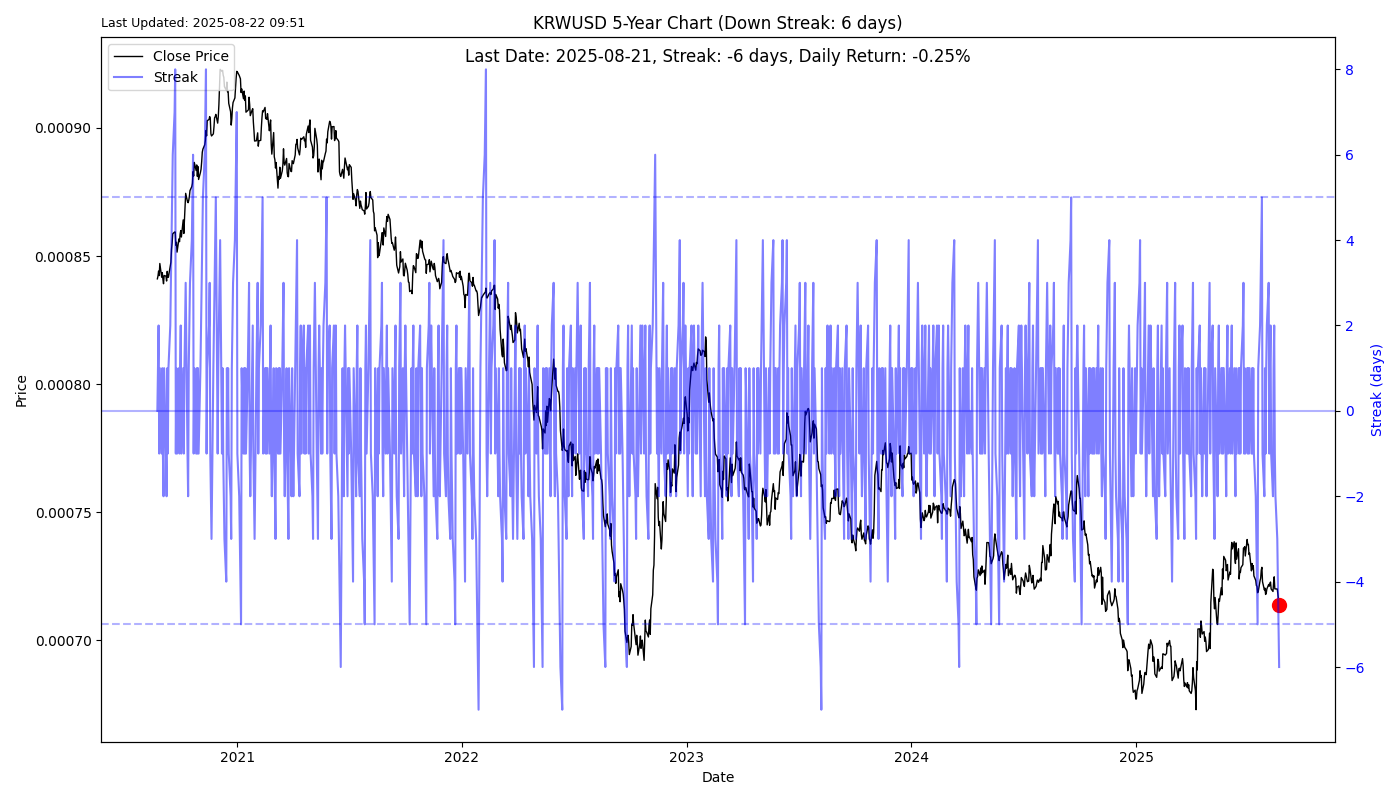 Last Updated: 2025-08-22 09:51
KRWUSD 5-Year Chart (Down Streak: 6 days)
Last Date: 2025-08-21, Streak: -6 days, Daily Return: -0.25%
Close Price
Streak
Price
0.00090
0.00085
0.00080
0.00075
0.00070
8
6
4
2
0
−2
−4
−6
Streak (days)
2021
2022
2023
2024
2025
Date